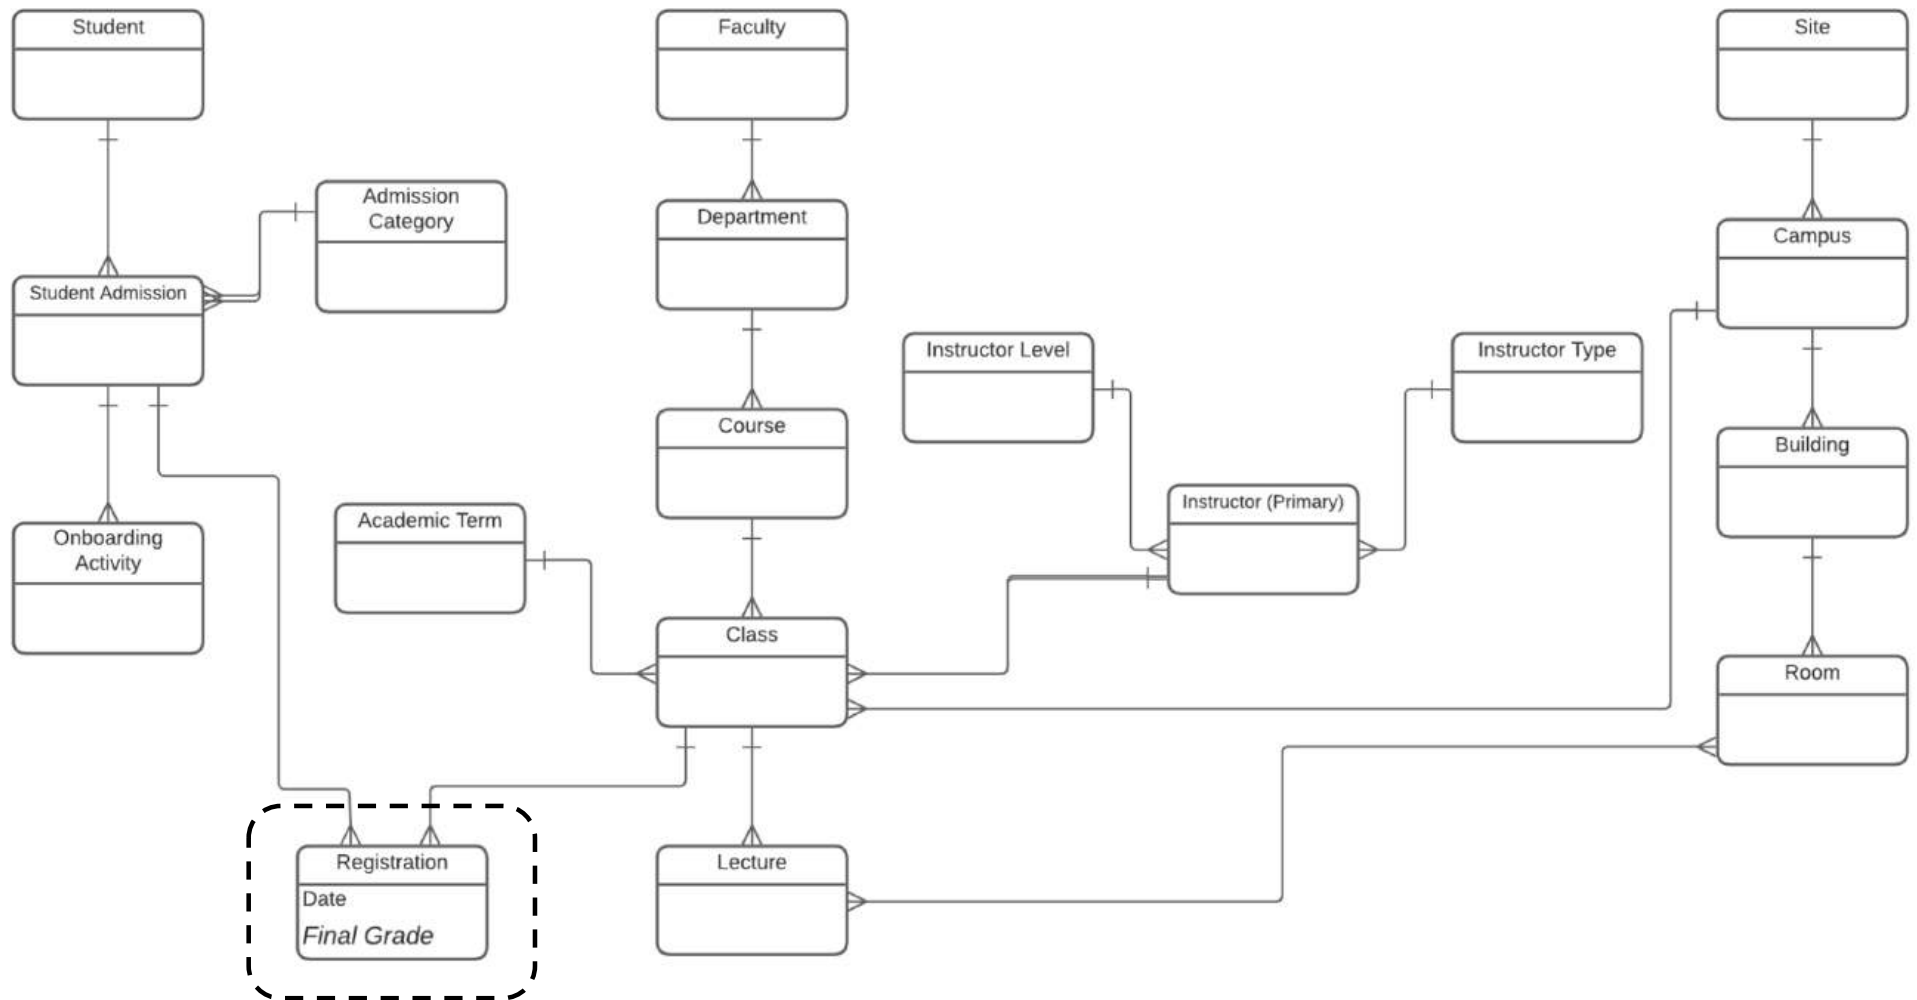 Student
Faculty
Site
Admission
Category
Department
Campus
Student Admission
Instructor Level
Instructor Type
Course
Building
Instructor (Primary)
Academic Term
Onboarding
Activity
Class
Room
Registration
Date
Final Grade
Lecture